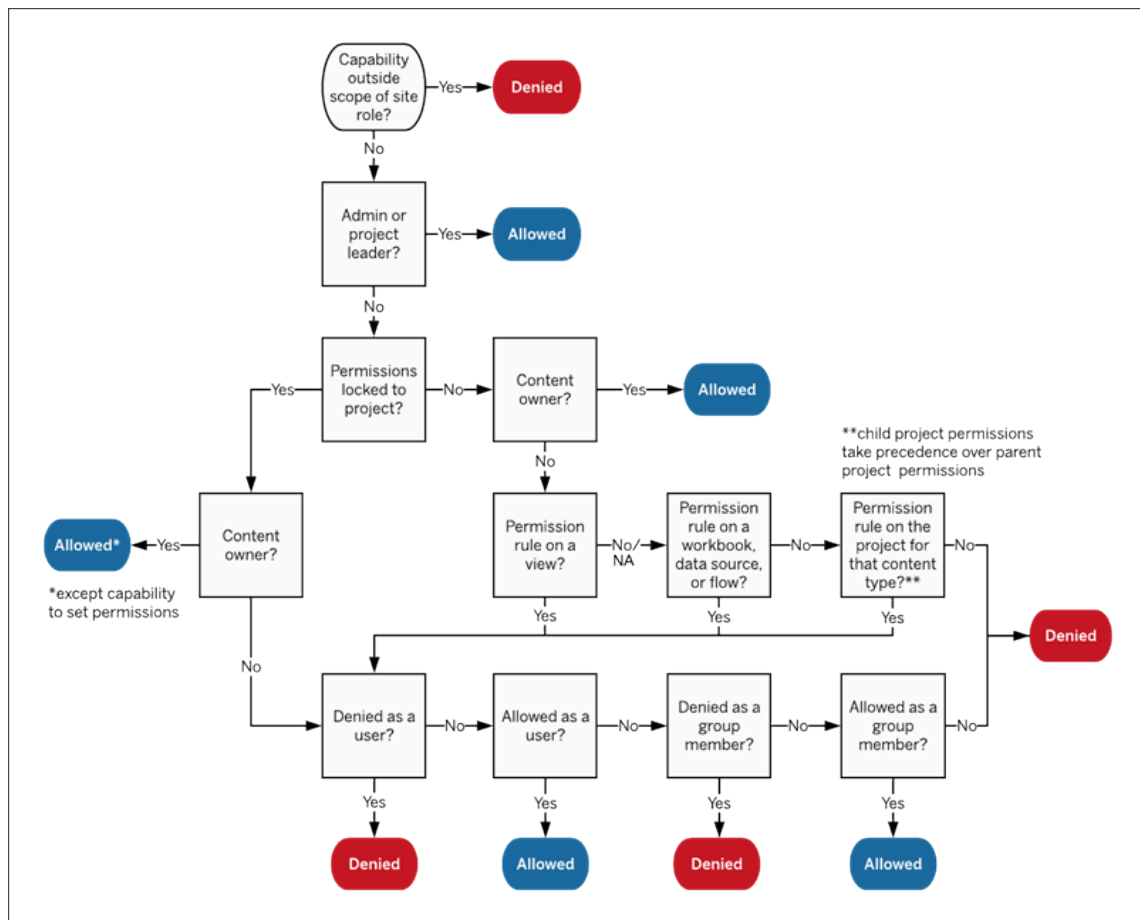 Capability
outside
scope of site
role?
Yes
Denied
No
Admin or
project
leader?
Yes
Allowed
No
Permissions
locked to
project?
Yes
No
Content
owner?
Yes
Allowed
No
**child project permissions
take precedence over parent
project permissions
Content
owner?
Yes
Allowed*
*except capability
to set permissions
No
Permission
rule on a
view?
No/
NA
Yes
Permission
rule on a
workbook,
data source,
or flow?
No
Yes
Permission
rule on the
project for
that content
type?**
No
Yes
Denied
Denied as a
user?
No
Yes
Denied
Allowed as a
user?
No
Yes
Allowed
Denied as a
group
member?
No
Yes
Denied
Allowed as a
group
member?
No
Yes
Allowed